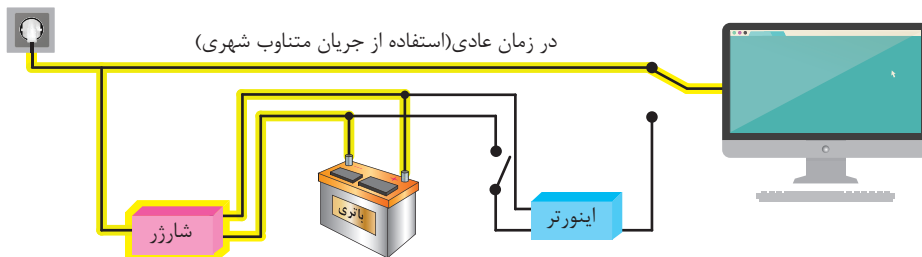 در زمان عادی(استفاده از جریان متناوب شهری)
باتری
اینورتر
شارژر